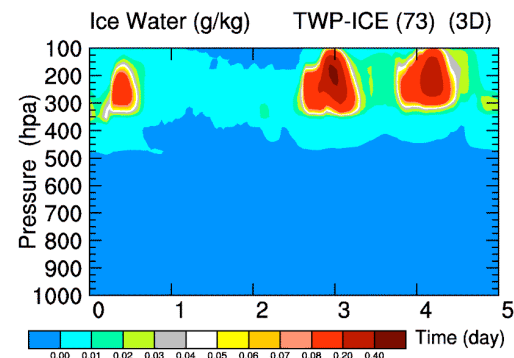 Ice Water (g/kg) TWP-ICE (73) (3D)
100
200
300
400
500
600
700
800
900
1000
Pressure (hpa)
0 1 2 3 4 5
Time (day)
0.00 0.01 0.02 0.03 0.04 0.05 0.06 0.07 0.08 0.20 0.40